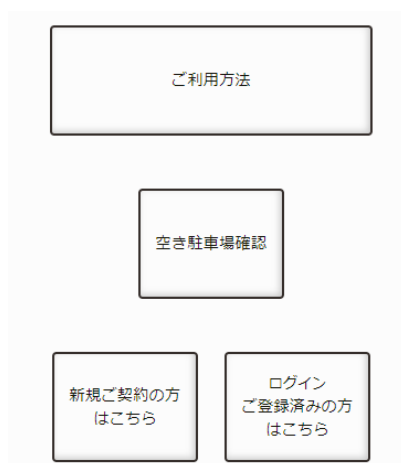 ご利用方法
空き駐車場確認
新規ご契約の方
はこちら
ログイン
ご登録済みの方
はこちら